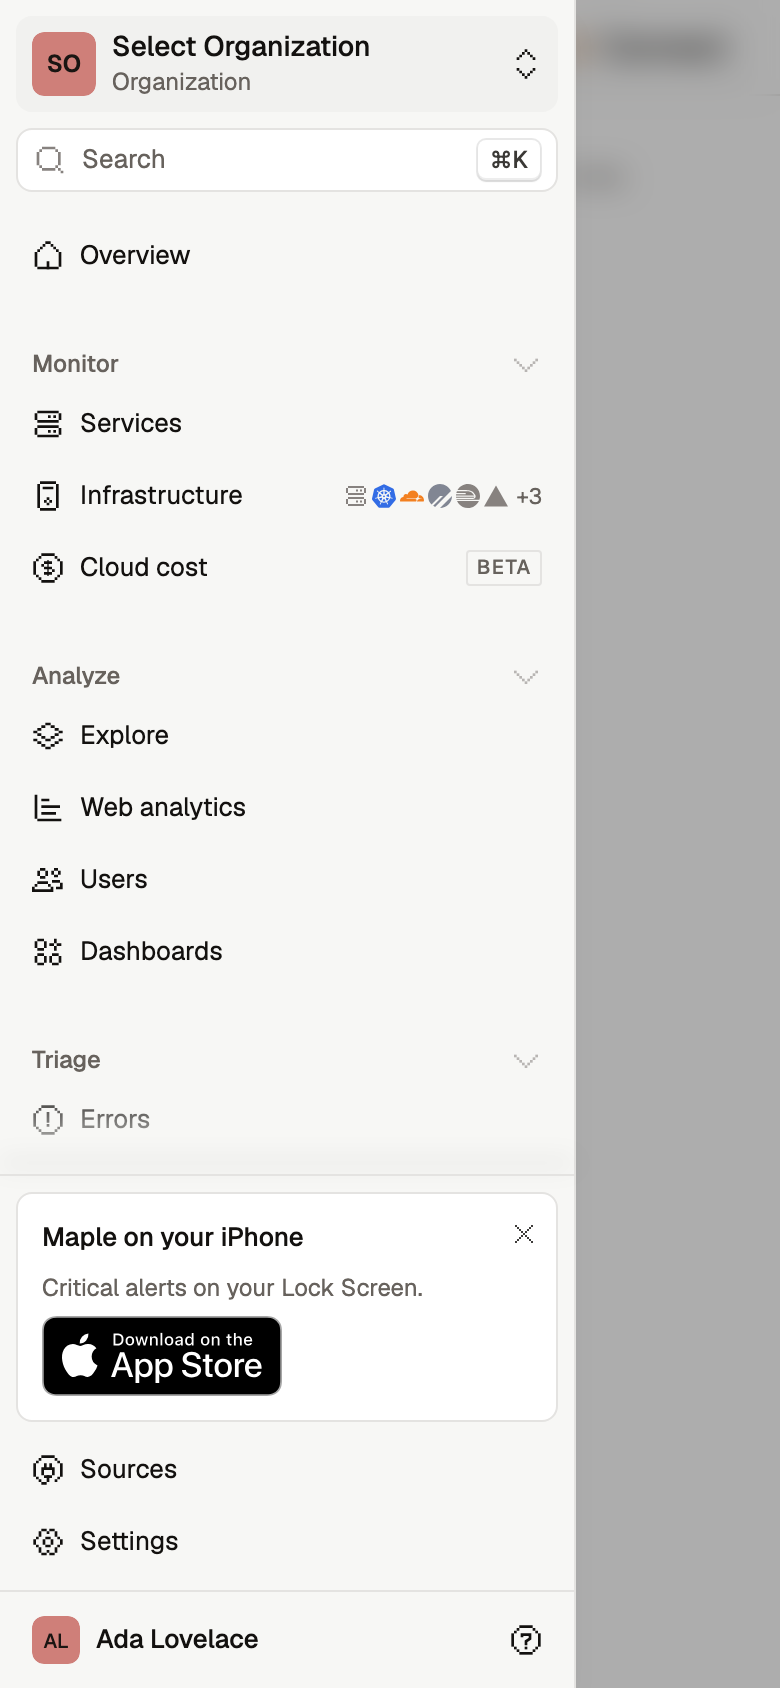 SO
Select Organization
Organization
Search
⌘K
Overview
Monitor
Services
Infrastructure
+3
Cloud cost
BETA
Analyze
Explore
Web analytics
Users
Dashboards
Triage
Errors
Maple on your iPhone
Critical alerts on your Lock Screen.
Download on the
App Store
Sources
Settings
AL
Ada Lovelace